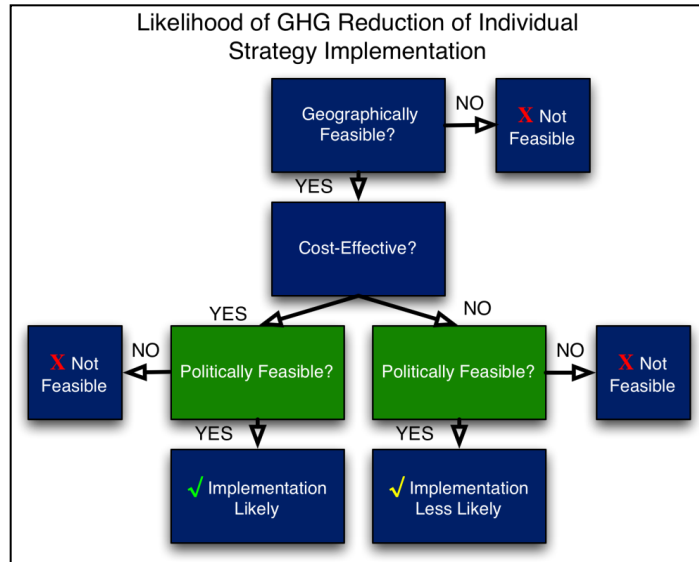 Likelihood of GHG Reduction of Individual
Strategy Implementation
Geographically
Feasible?
NO
X Not
Feasible
YES
Cost-Effective?
YES
NO
X Not
Feasible
NO
Politically Feasible?
Politically Feasible?
NO
X Not
Feasible
YES
YES
√ Implementation
Likely
√ Implementation
Less Likely